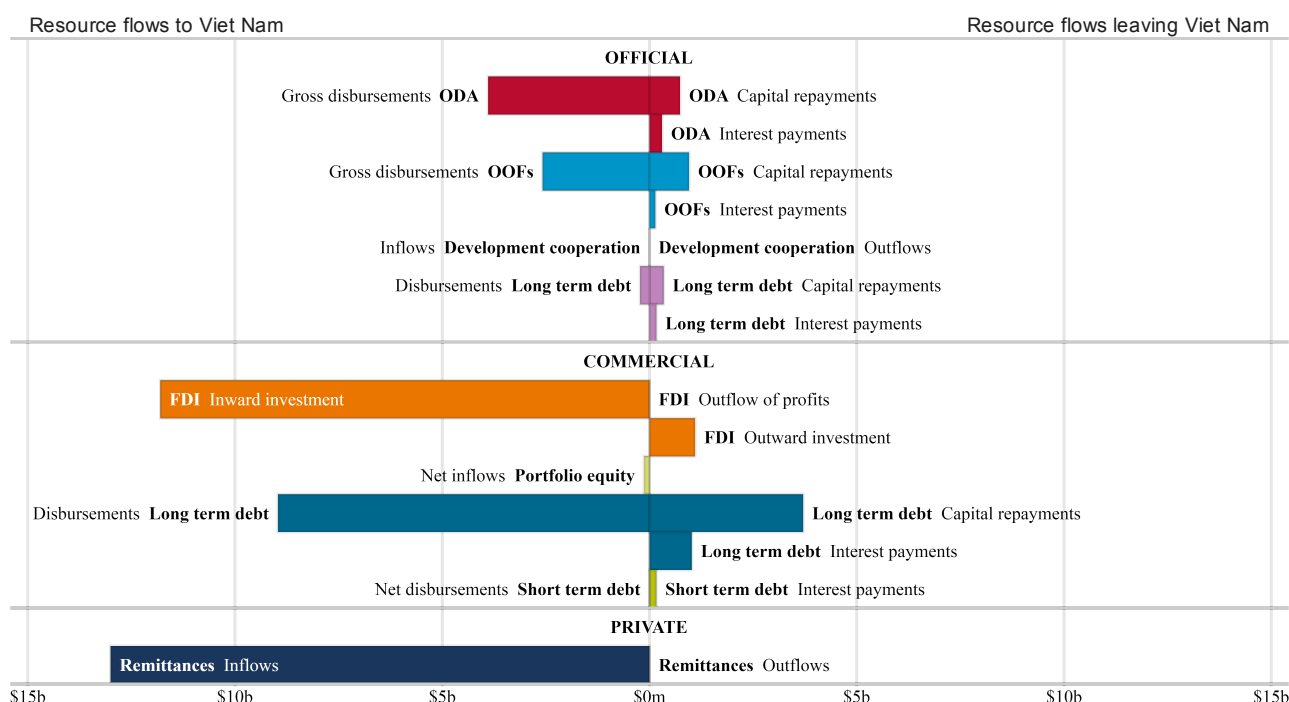 Resource flows to Viet Nam
Resource flows leaving Viet Nam
OFFICIAL
Gross disbursements ODA
ODA Capital repayments
ODA Interest payments
Gross disbursements OOFs
OOFs Capital repayments
OOFs Interest payments
Inflows Development cooperation
Development cooperation Outflows
Disbursements Long term debt
Long term debt Capital repayments
Long term debt Interest payments
COMMERCIAL
FDI Inward investment
FDI Outflow of profits
FDI Outward investment
Net inflows Portfolio equity
Disbursements Long term debt
Long term debt Capital repayments
Long term debt Interest payments
Net disbursements Short term debt
Short term debt Interest payments
PRIVATE
Remittances Inflows
Remittances Outflows
$15b $10b $5b $0m $5b $10b $15b